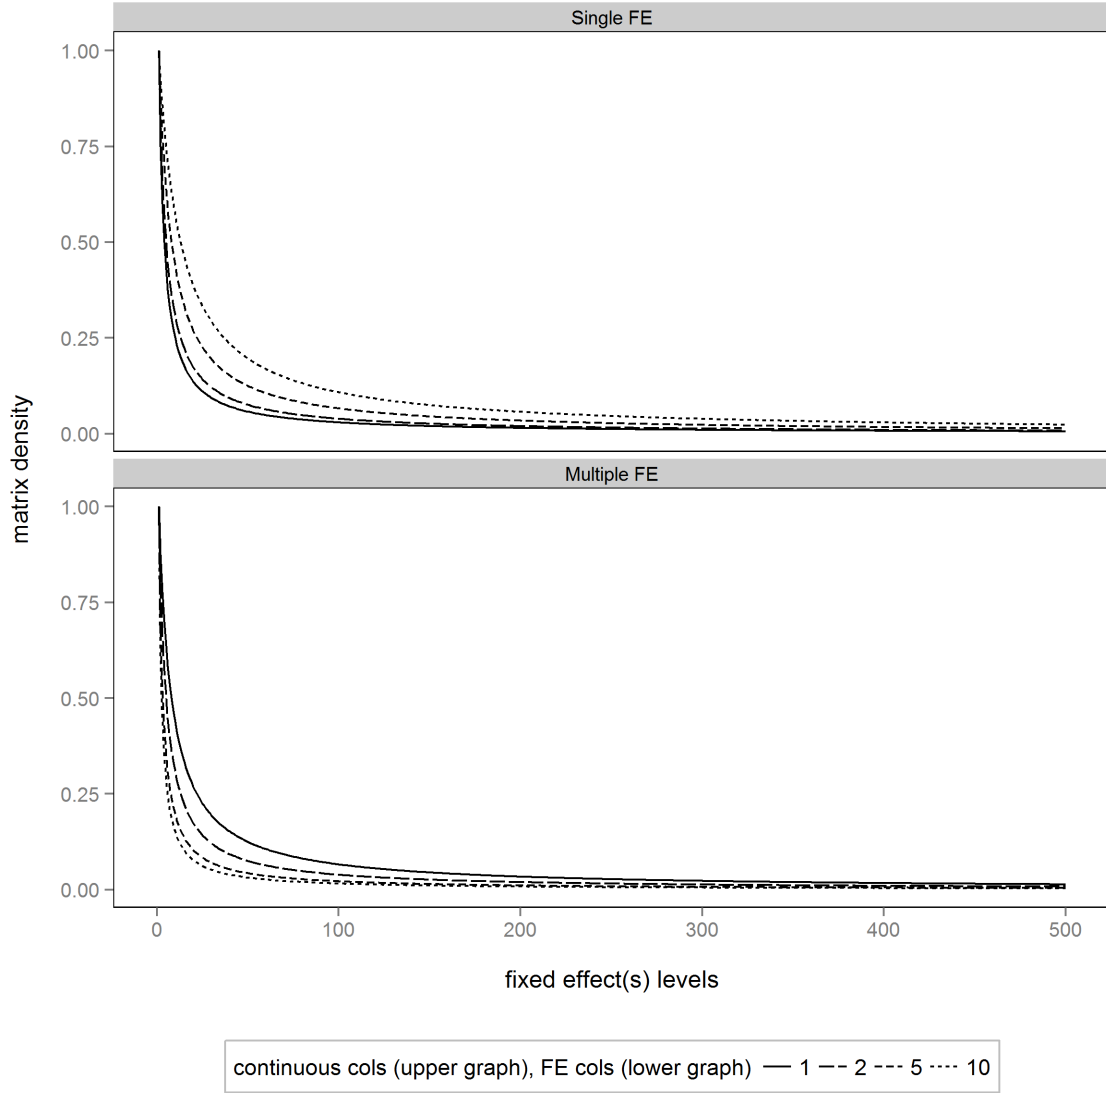 Single FE
1.00
0.75
0.50
0.25
0.00
matrix density
Multiple FE
1.00
0.75
0.50
0.25
0.00
0 100 200 300 400 500
fixed effect(s) levels
continuous cols (upper graph), FE cols (lower graph) 1 2 5 10